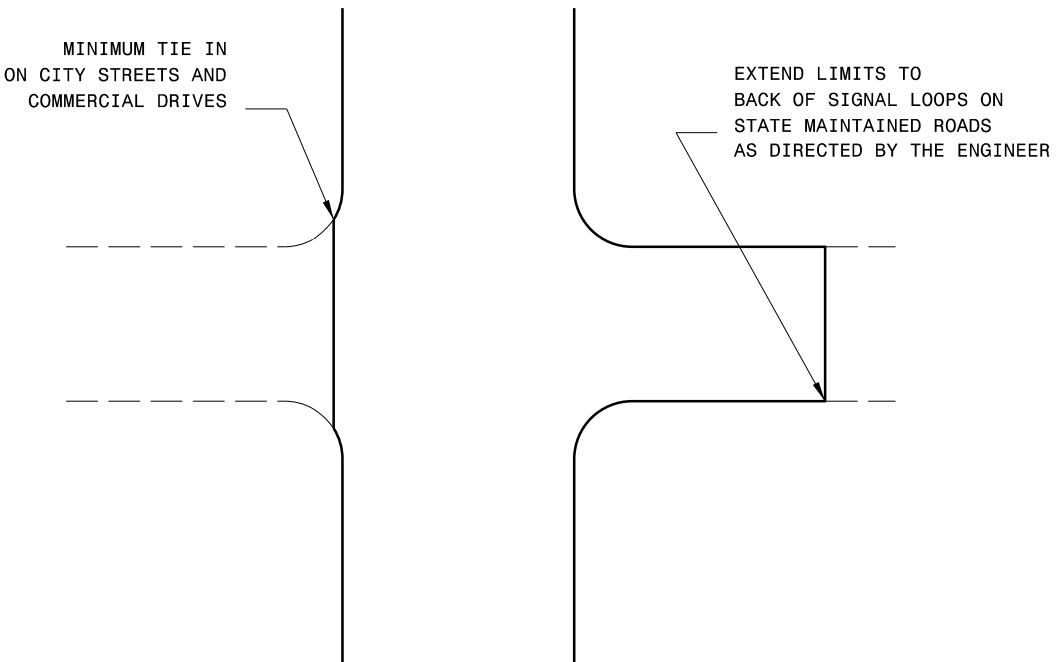 MINIMUM TIE IN
ON CITY STREETS AND
COMMERCIAL DRIVES
EXTEND LIMITS TO
BACK OF SIGNAL LOOPS ON
STATE MAINTAINED ROADS
AS DIRECTED BY THE ENGINEER